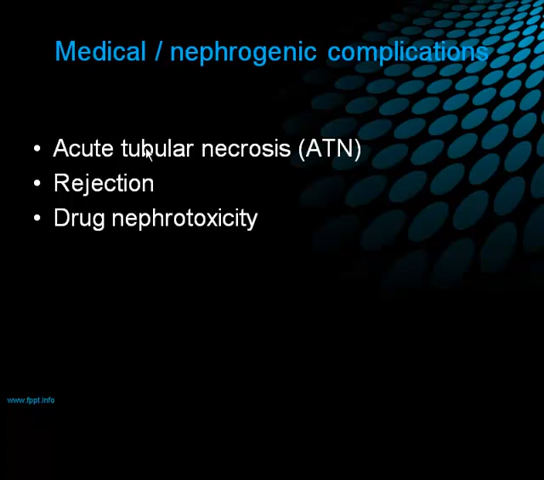 Medical / nephrogenic complications
• Acute tubular necrosis (ATN)
• Rejection
• Drug nephrotoxicity
www.fppt.info